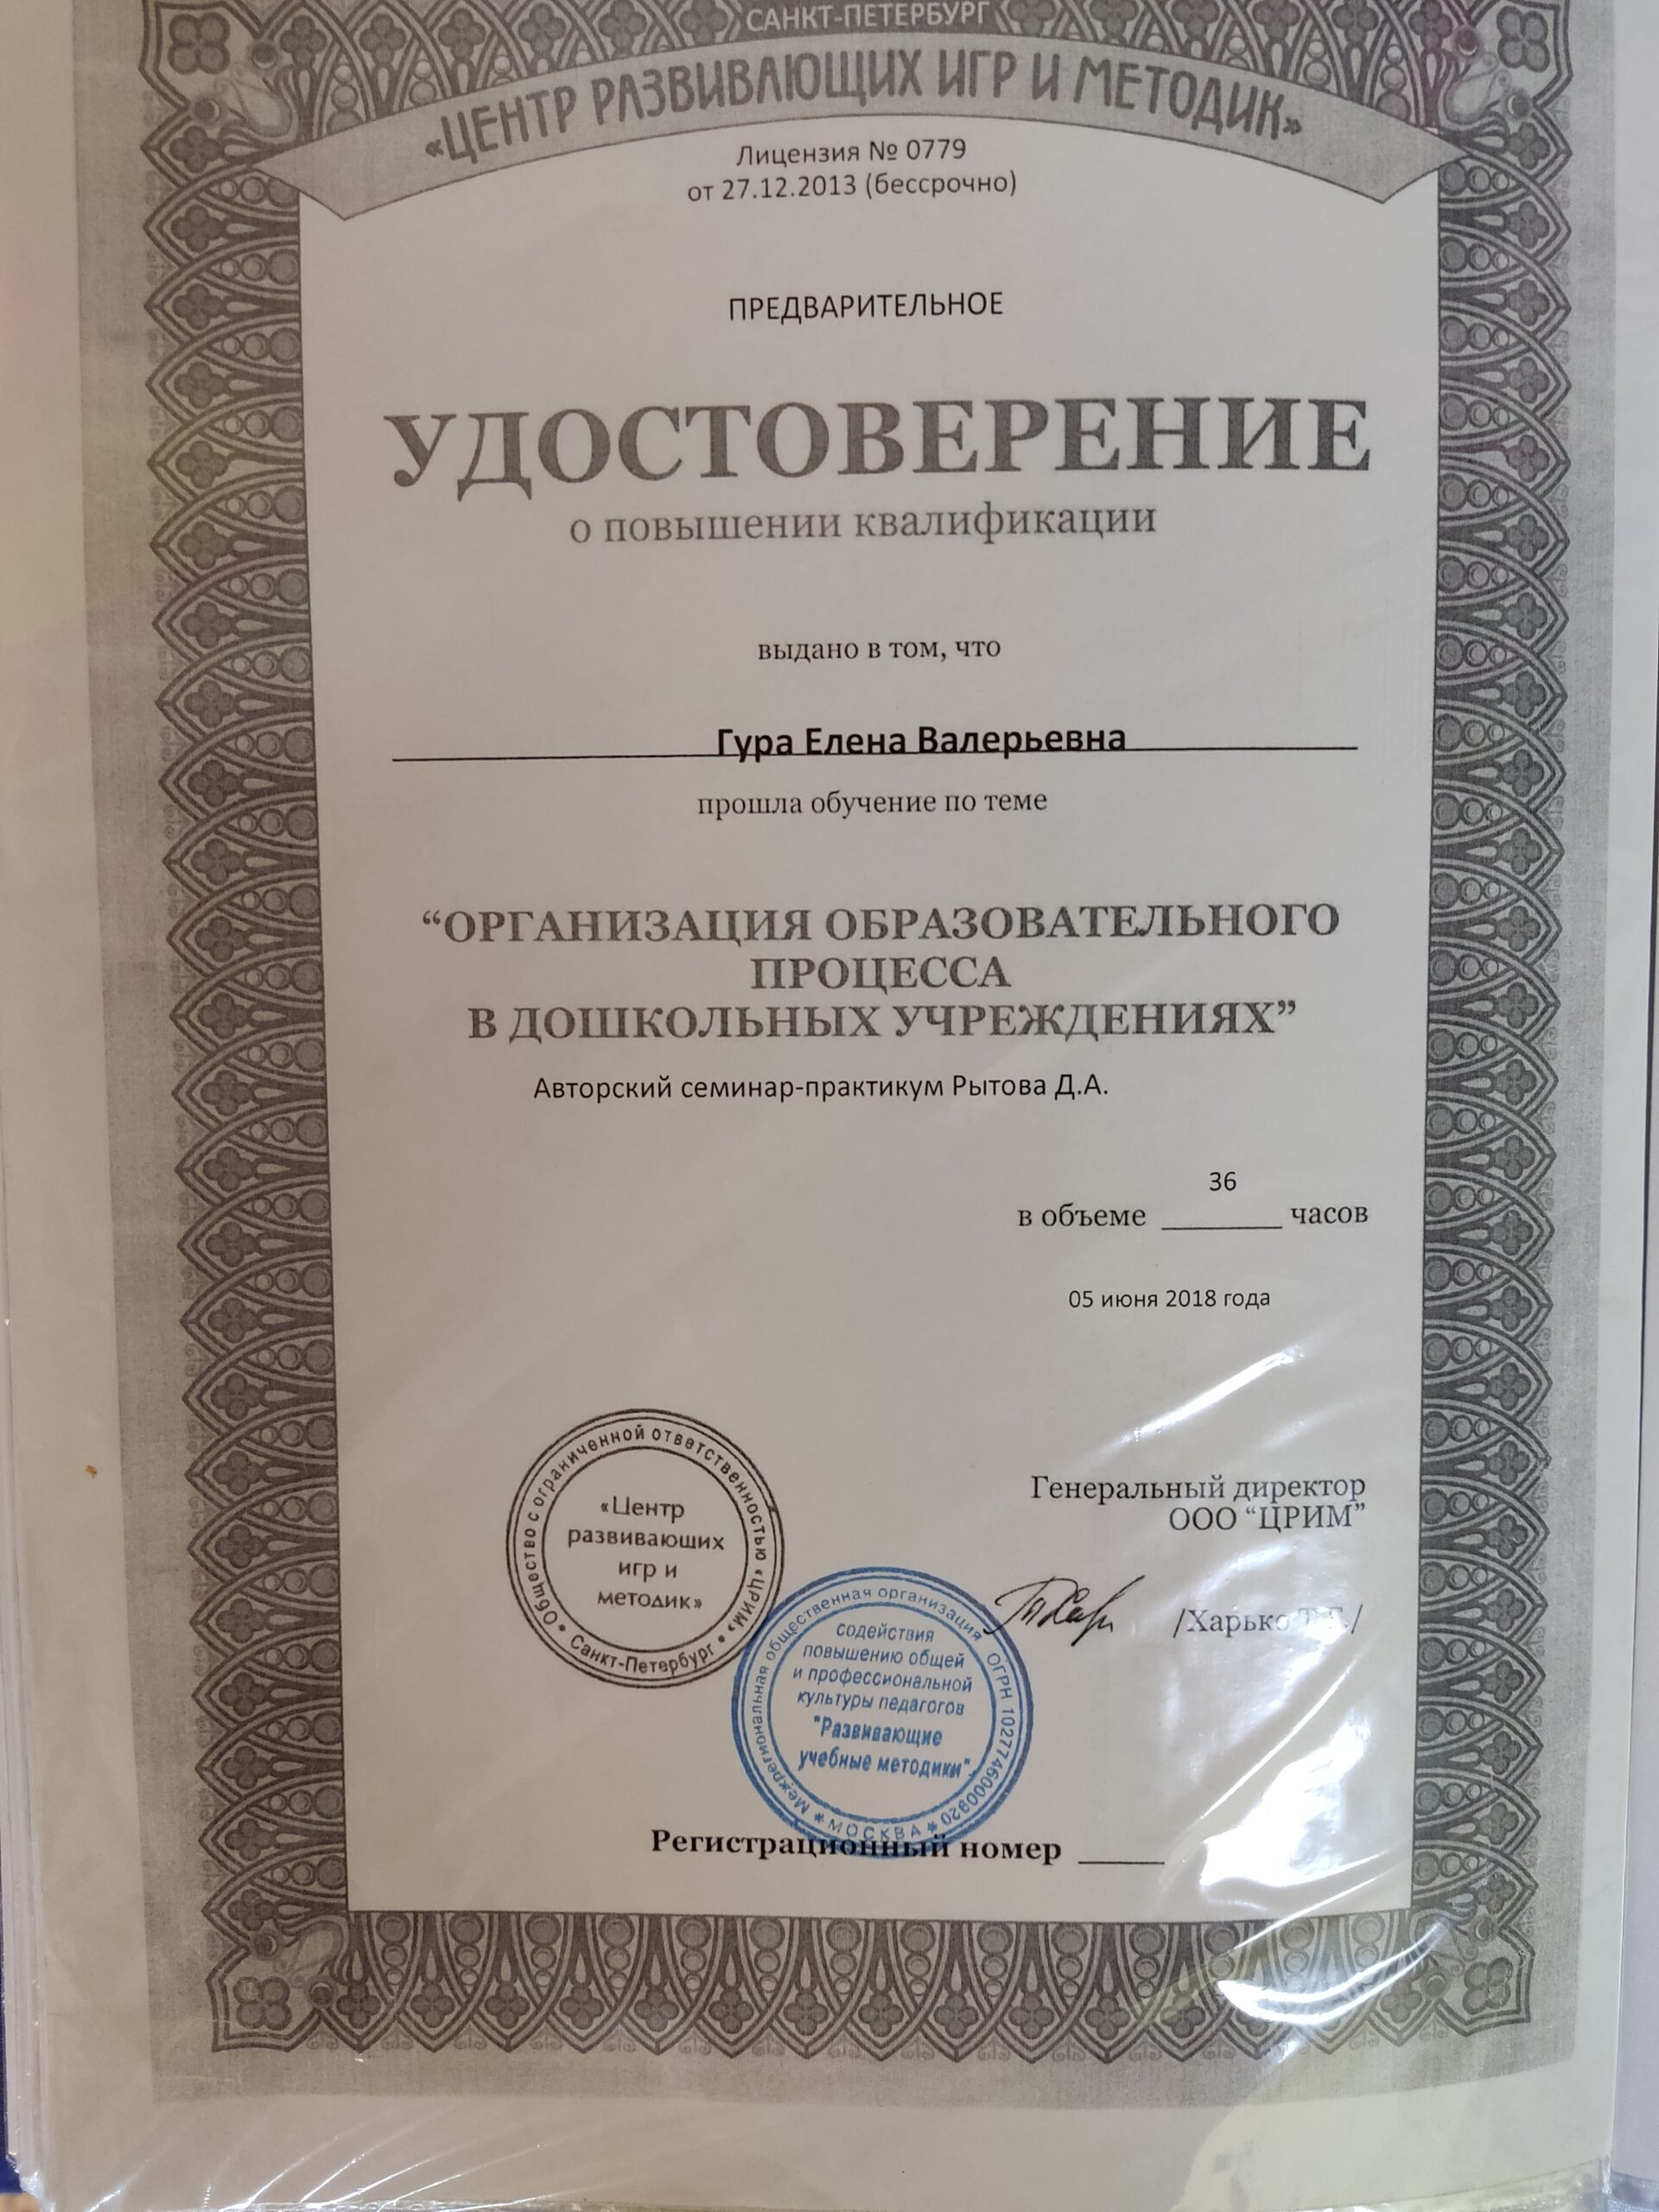 САНКТ-ПЕТЕРБУРГ
«ЦЕНТР РАЗВИВАЮЩИХ ИГР И МЕТОДИК»
Лицензия № 0779
от 27.12.2013 (бессрочно)
ПРЕДВАРИТЕЛЬНОЕ
УДОСТОВЕРЕНИЕ
о повышении квалификации
выдано в том, что
Гура Елена Валерьевна
прошла обучение по теме
“ОРГАНИЗАЦИЯ ОБРАЗОВАТЕЛЬНОГО
ПРОЦЕССА
В ДОШКОЛЬНЫХ УЧРЕЖДЕНИЯХ”
Авторский семинар-практикум Рытова Д.А.
36
в объеме ________ часов
05 июня 2018 года
Общество с ограниченной ответственностью «ЦРИМ» • Санкт-Петербург •
«Центр
развивающих
игр и
методик»
Генеральный директор
ООО “ЦРИМ”
/Харько
Межрегиональная общественная организация ОГРН 1027746000920
* МОСКВА *
содействия
повышению общей
и профессиональной
культуры педагогов
"Развивающие
учебные методики"
Регистрационный номер _____